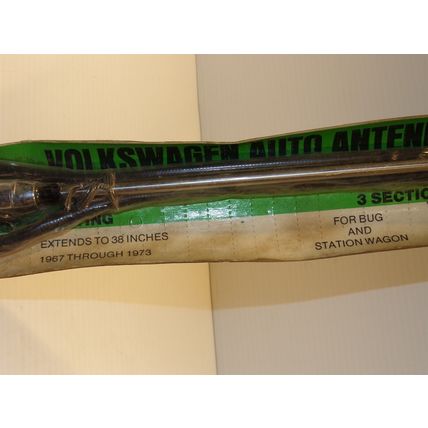 VOLKSWAGEN AUTO ANTEN
3 SECTIO
EXTENDS TO 38 INCHES
1967 THROUGH 1973
FOR BUG
AND
STATION WAGON